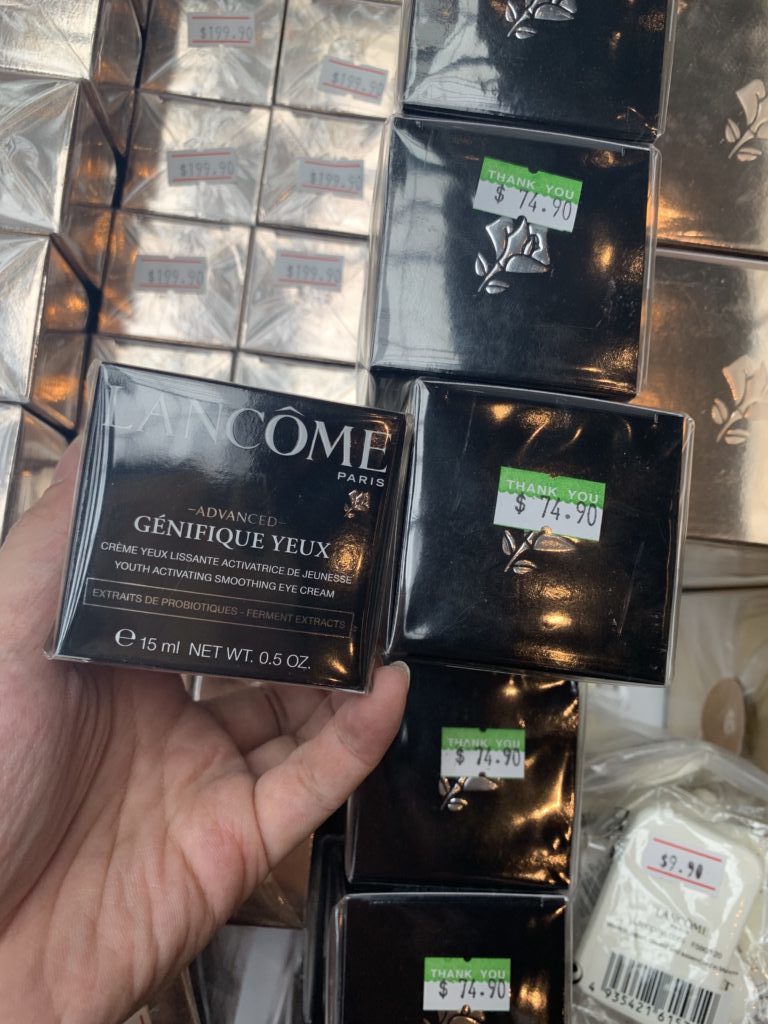 $199.90
$199.90
$199.90
$199.90
$199.90
$199.90
THANK YOU
$ 74.90
LANCÔME
PARIS
-ADVANCED-
GÉNIFIQUE YEUX
CRÈME YEUX LISSANTE ACTIVATRICE DE JEUNESSE
YOUTH ACTIVATING SMOOTHING EYE CREAM
EXTRAITS DE PROBIOTIQUES - FERMENT EXTRACTS
e 15 ml NET WT. 0.5 OZ.
THANK YOU
$ 74.90
THANK YOU
$ 74.90
THANK YOU
$ 74.90
$9.90
LANCÔME